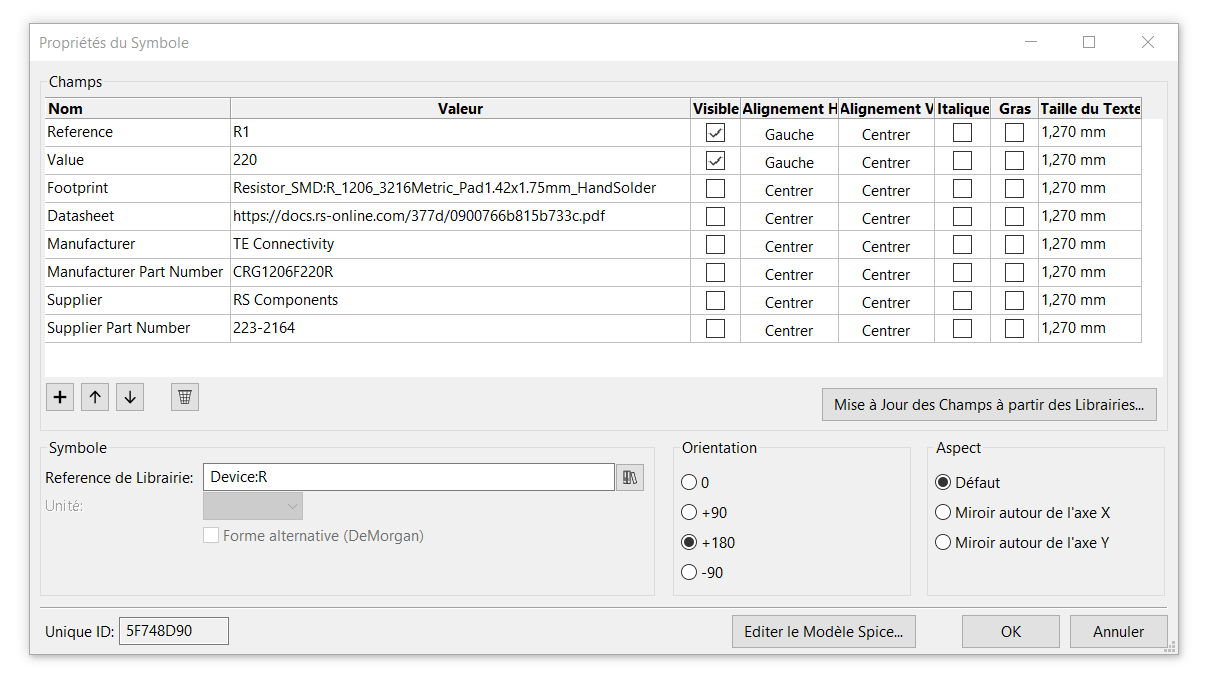 Propriétés du Symbole
Champs
Nom Valeur Visible Alignement H Alignement V Italique Gras Taille du Texte
Reference R1 Gauche Centrer 1,270 mm
Value 220 Gauche Centrer 1,270 mm
Footprint Resistor_SMD:R_1206_3216Metric_Pad1.42x1.75mm_HandSolder Centrer Centrer 1,270 mm
Datasheet https://docs.rs-online.com/377d/0900766b815b733c.pdf Centrer Centrer 1,270 mm
Manufacturer TE Connectivity Centrer Centrer 1,270 mm
Manufacturer Part Number CRG1206F220R Centrer Centrer 1,270 mm
Supplier RS Components Centrer Centrer 1,270 mm
Supplier Part Number 223-2164 Centrer Centrer 1,270 mm
Mise à Jour des Champs à partir des Librairies...
Symbole
Reference de Librairie: Device:R
Unité:
Forme alternative (DeMorgan)
Orientation
0
+90
+180
-90
Aspect
Défaut
Miroir autour de l'axe X
Miroir autour de l'axe Y
Unique ID: 5F748D90
Editer le Modèle Spice...
OK
Annuler